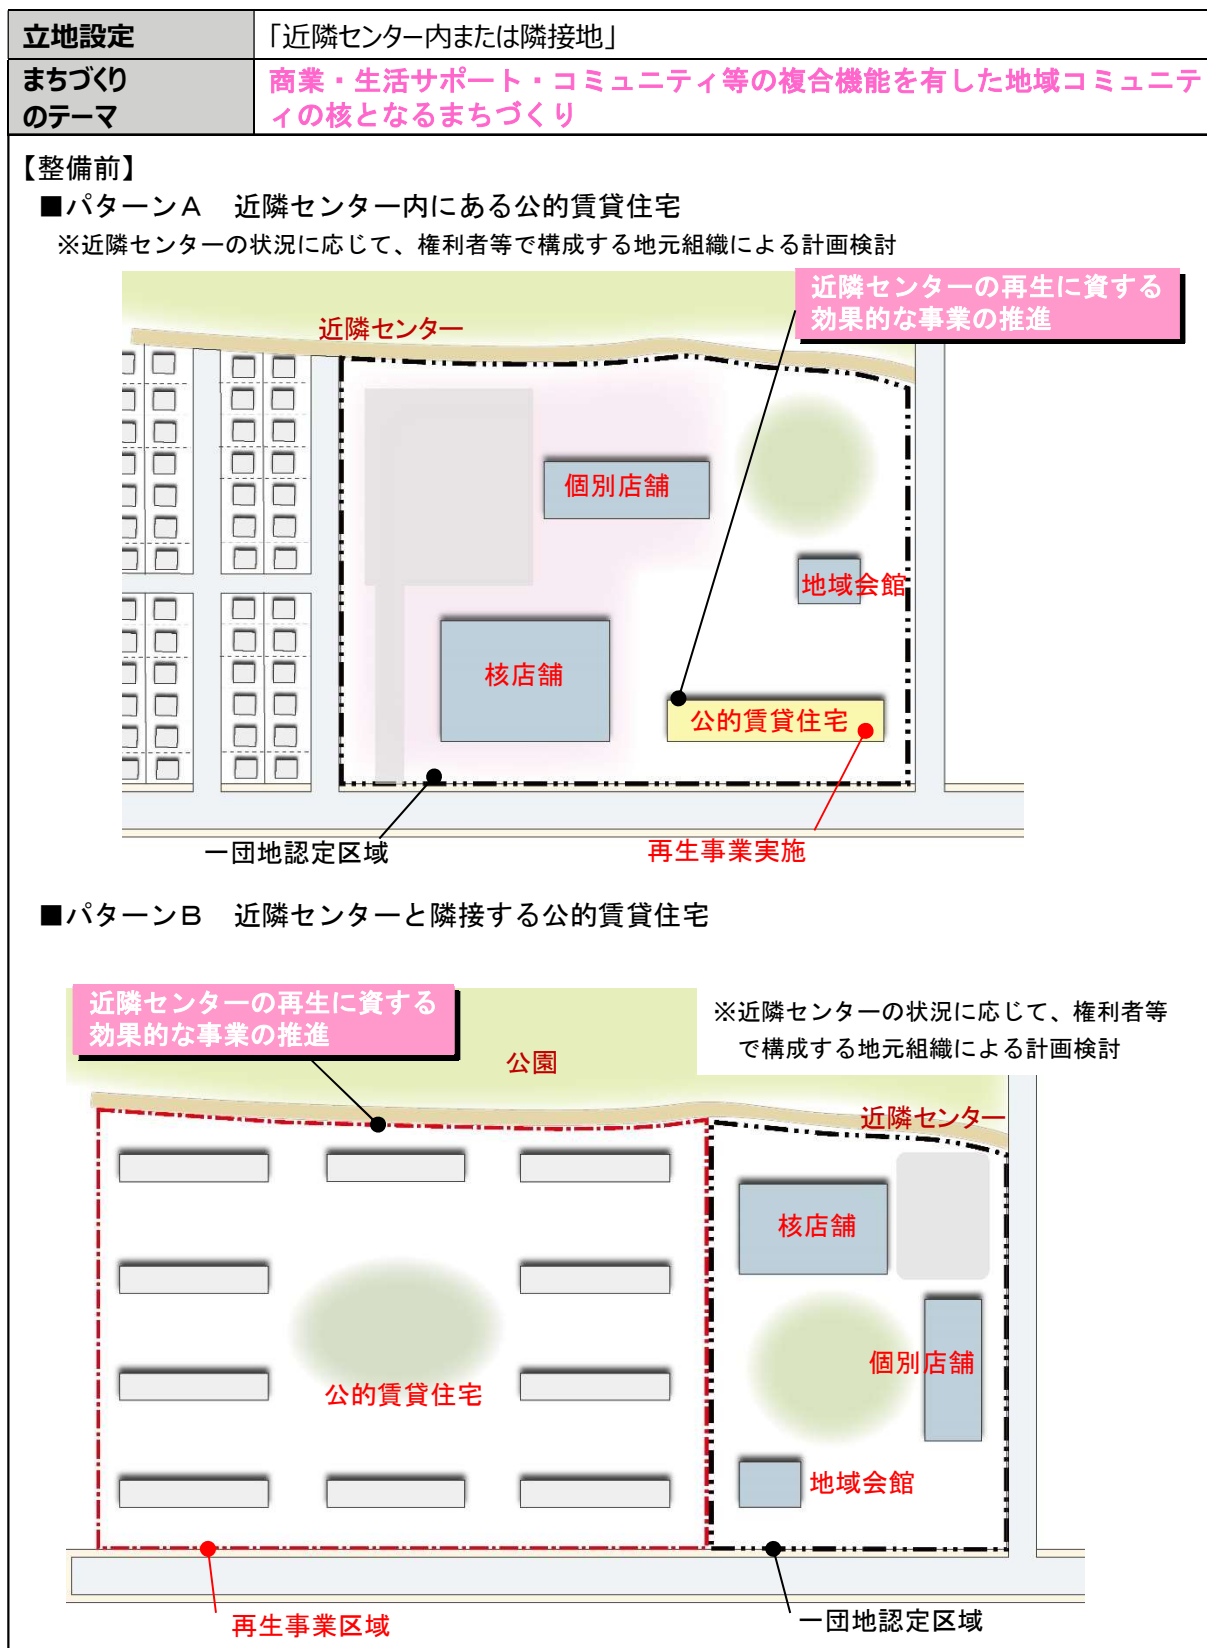 立地設定
「近隣センター内または隣接地」
まちづくり
のテーマ
商業・生活サポート・コミュニティ等の複合機能を有した地域コミュニテ
ィの核となるまちづくり
【整備前】
■パターンA 近隣センター内にある公的賃貸住宅
※近隣センターの状況に応じて、権利者等で構成する地元組織による計画検討
近隣センターの再生に資する
効果的な事業の推進
近隣センター
個別店舗
地域会館
核店舗
公的賃貸住宅
一団地認定区域
再生事業実施
■パターンB 近隣センターと隣接する公的賃貸住宅
近隣センターの再生に資する
効果的な事業の推進
※近隣センターの状況に応じて、権利者等
で構成する地元組織による計画検討
公園
近隣センター
核店舗
個別店舗
公的賃貸住宅
地域会館
再生事業区域
一団地認定区域